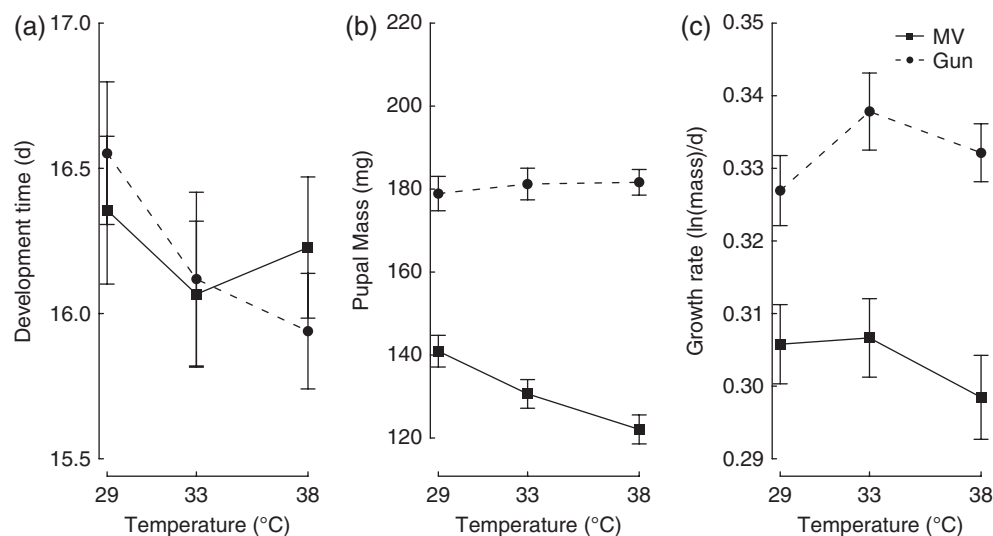 (a)
Development time (d)
17.0
16.5
16.0
15.5
29
33
38
Temperature (°C)
(b)
Pupal Mass (mg)
220
200
180
160
140
120
29
33
38
Temperature (°C)
(c)
Growth rate (ln(mass)/d)
0.35
0.34
0.33
0.32
0.31
0.30
0.29
29
33
38
Temperature (°C)
MV
Gun